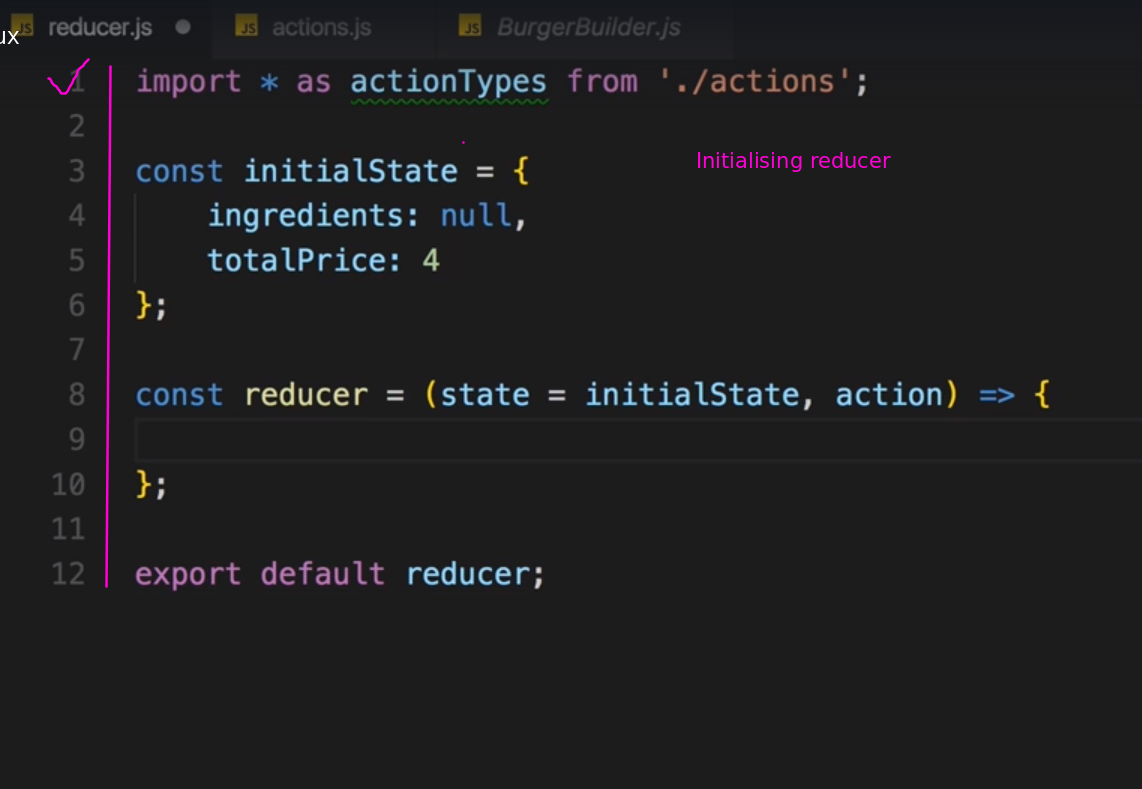 JS reducer.js JS actions.js JS BurgerBuilder.js
ux
1 import * as actionTypes from './actions';
2
Initialising reducer
3 const initialState = {
4 ingredients: null,
5 totalPrice: 4
6 };
7
8 const reducer = (state = initialState, action) => {
9
10 };
11
12 export default reducer;